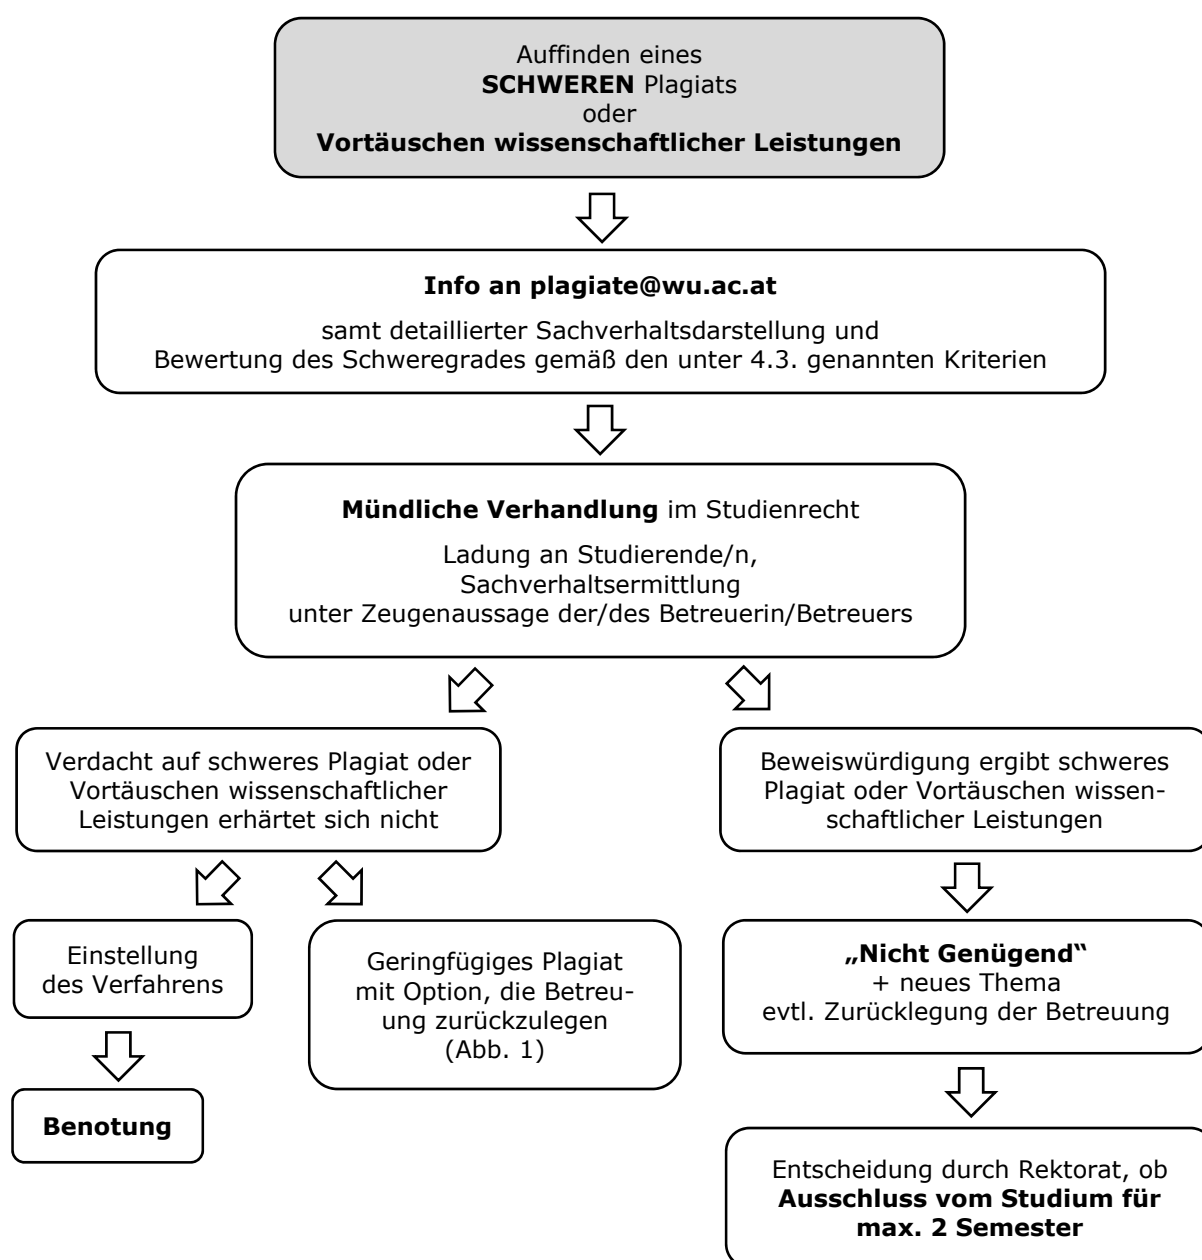 Auffinden eines
SCHWEREN Plagiats
oder
Vortäuschen wissenschaftlicher Leistungen
Info an plagiate@wu.ac.at
samt detaillierter Sachverhaltsdarstellung und
Bewertung des Schweregrades gemäß den unter 4.3. genannten Kriterien
Mündliche Verhandlung im Studienrecht
Ladung an Studierende/n,
Sachverhaltsermittlung
unter Zeugenaussage der/des Betreuerin/Betreuers
Verdacht auf schweres Plagiat oder
Vortäuschen wissenschaftlicher
Leistungen erhärtet sich nicht
Beweiswürdigung ergibt schweres
Plagiat oder Vortäuschen wissen-
schaftlicher Leistungen
Einstellung
des Verfahrens
Geringfügiges Plagiat
mit Option, die Betreu-
ung zurückzulegen
(Abb. 1)
„Nicht Genügend“
+ neues Thema
evtl. Zurücklegung der Betreuung
Benotung
Entscheidung durch Rektorat, ob
Ausschluss vom Studium für
max. 2 Semester